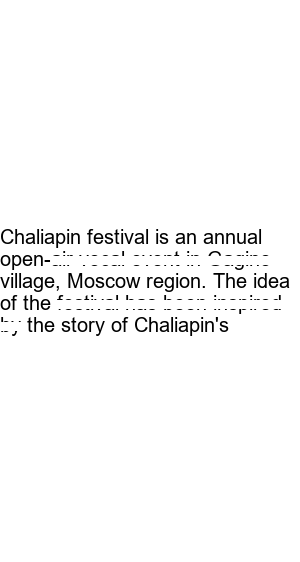 Chaliapin festival is an annual
open-air vocal event in Gagino
village, Moscow region. The idea
of the festival has been inspired
by the story of Chaliapin's